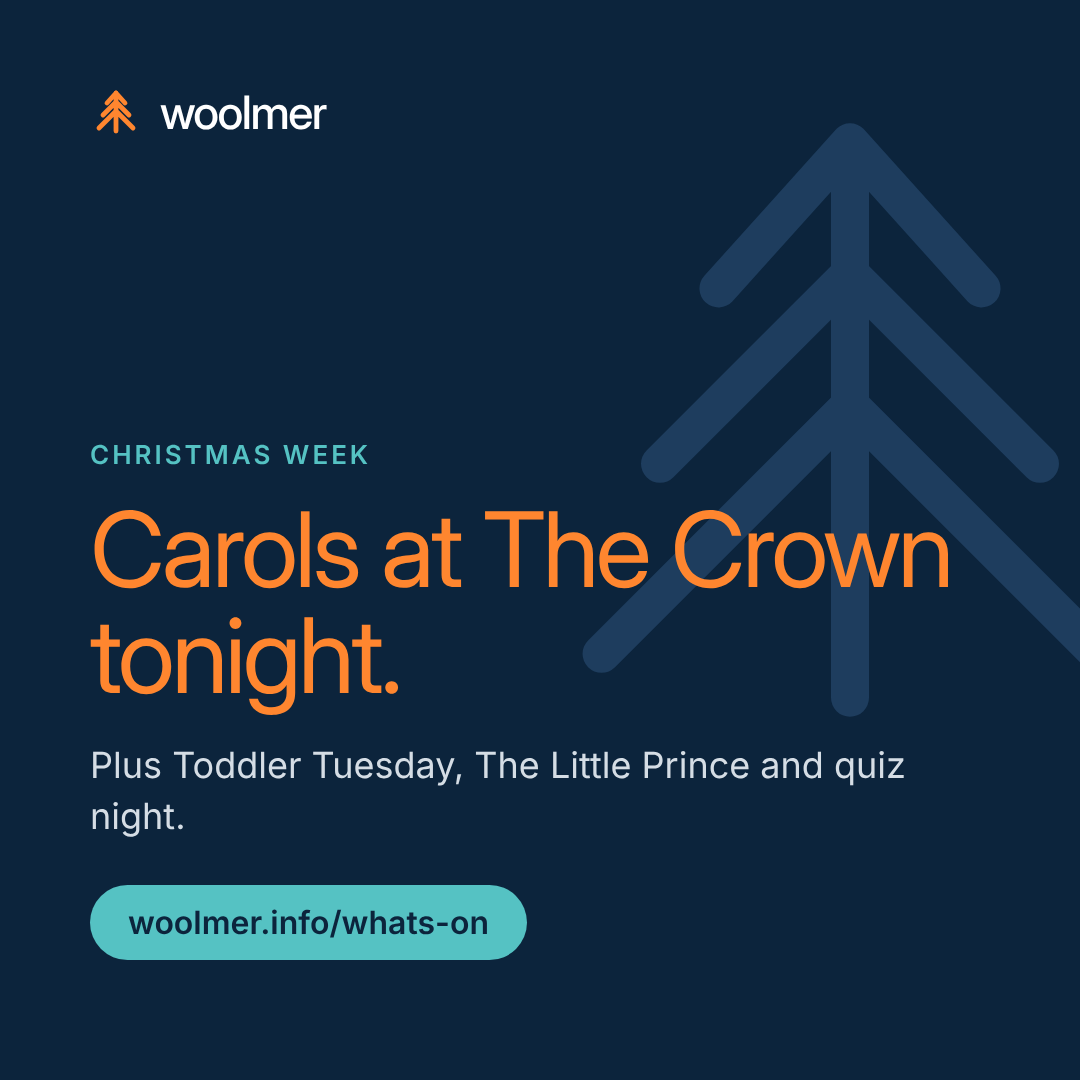 woolmer
CHRISTMAS WEEK
Carols at The Crown
tonight.
Plus Toddler Tuesday, The Little Prince and quiz
night.
woolmer.info/whats-on